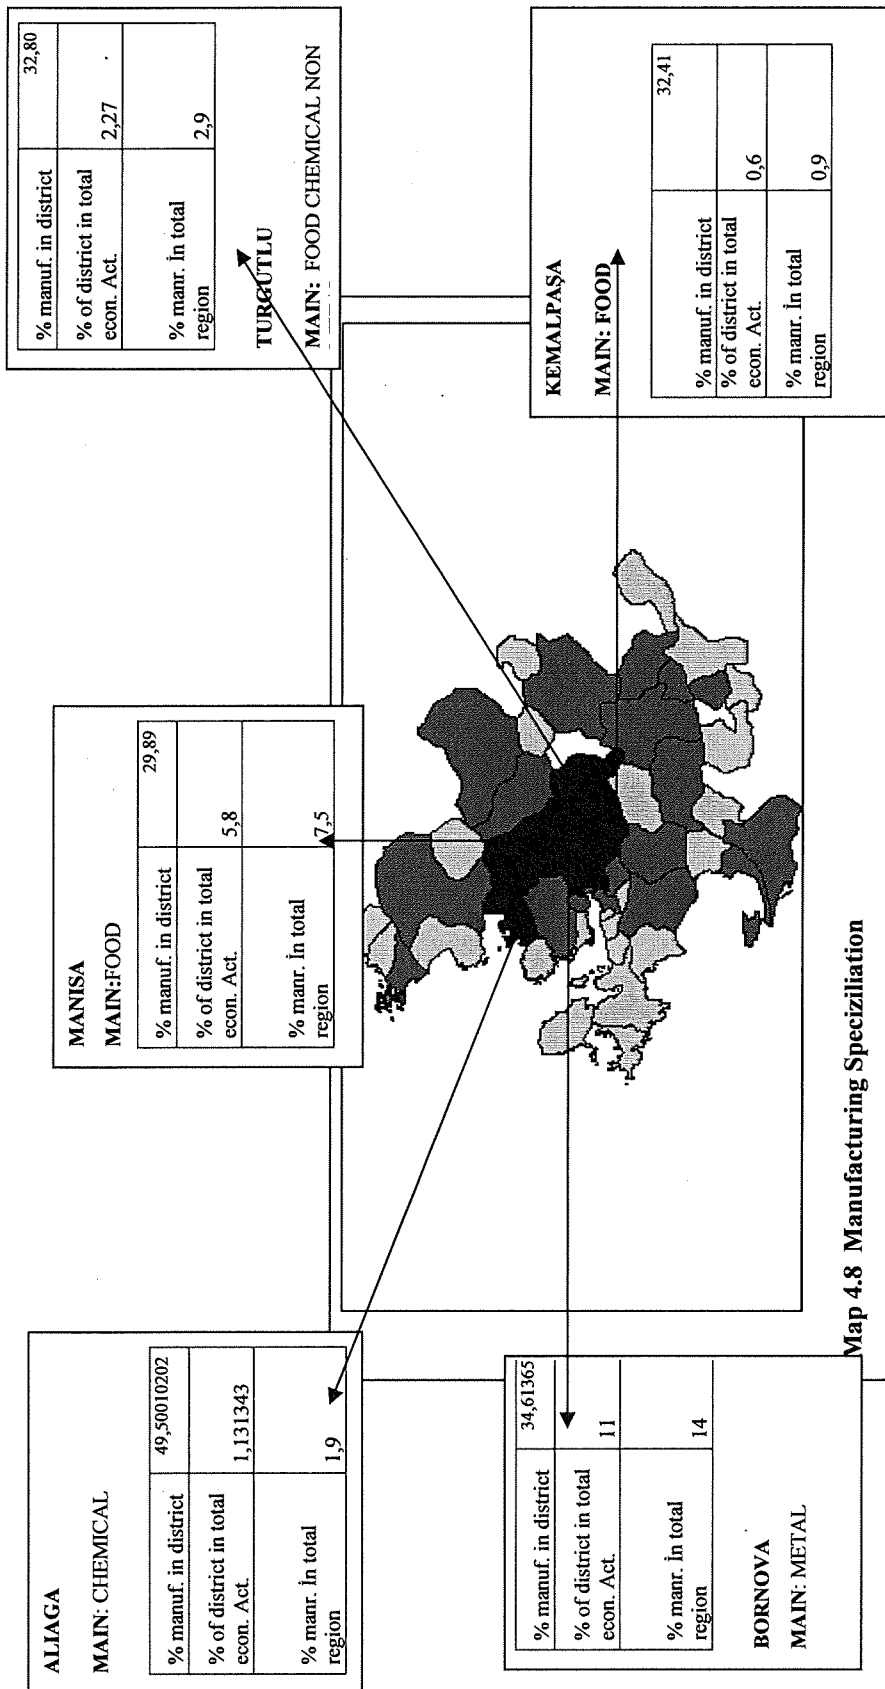 ALIAGA
MAIN: CHEMICAL
% manuf. in district 49,50010202
% of district in total
econ. Act. 1,131343
% manr. İn total
region 1,9
MANISA
MAIN:FOOD
% manuf. in district 29,89
% of district in total
econ. Act. 5,8
% manr. İn total
region 7,5
% manuf. in district 32,80
% of district in total
econ. Act. 2,27
% manr. İn total
region 2,9
TURGUTLU
MAIN: FOOD CHEMICAL NON
% manuf. in district 34,61365
% of district in total
econ. Act. 11
% manr. İn total
region 14
BORNOVA
MAIN: METAL
KEMALPAŞA
MAIN: FOOD
% manuf. in district 32,41
% of district in total
econ. Act. 0,6
% manr. İn total
region 0,9
Map 4.8 Manufacturing Speciziliation